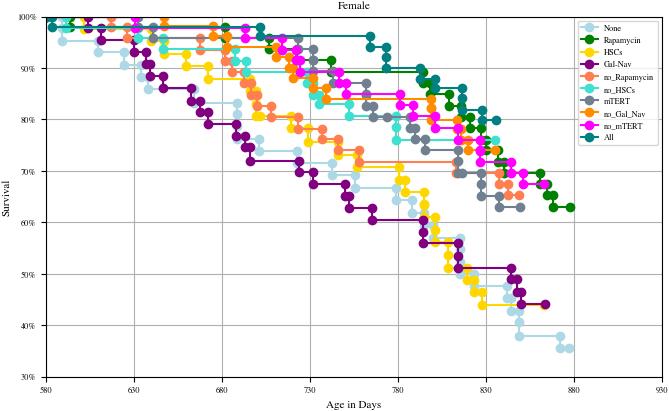 Female
100%
90%
80%
70%
60%
50%
40%
30%
Survival
580
630
680
730
780
830
880
930
Age in Days
None
Rapamycin
HSCs
Gal-Nav
no_Rapamycin
no_HSCs
mTERT
no_Gal_Nav
no_mTERT
All